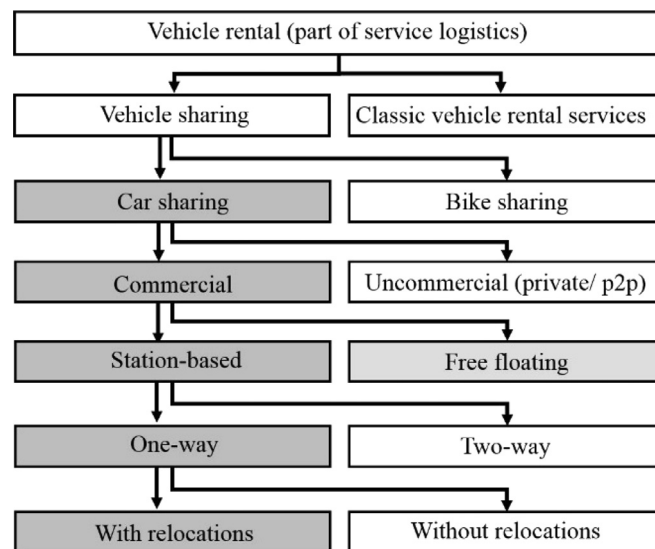 Vehicle rental (part of service logistics)
Vehicle sharing
Classic vehicle rental services
Car sharing
Bike sharing
Commercial
Uncommercial (private/ p2p)
Station-based
Free floating
One-way
Two-way
With relocations
Without relocations